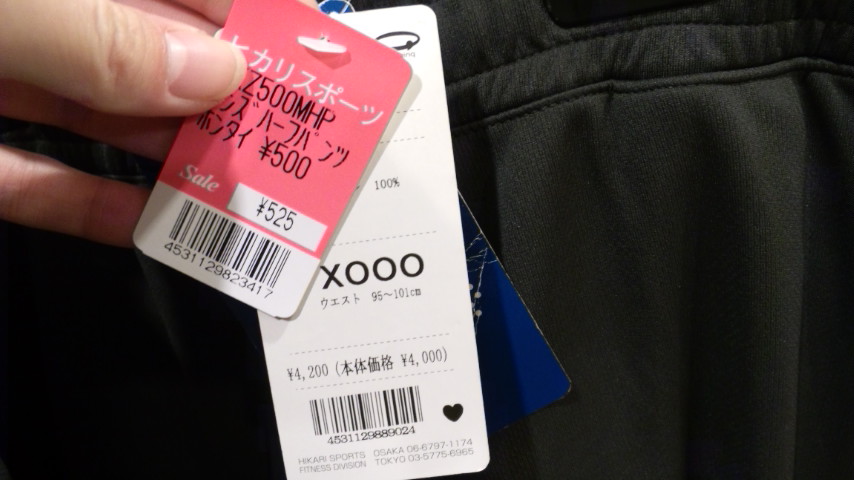 ヒカリスポーツ
Z500MHP
ンズハーフパンツ
ホンタイ ¥500
Sale
¥525
4531129823417
100%
XOOO
ウエスト 95~101cm
¥4,200 (本体価格 ¥4,000)
4531129889024
HIKARI SPORTS OSAKA 06-6797-1174
FITNESS DIVISION TOKYO 03-5775-6965